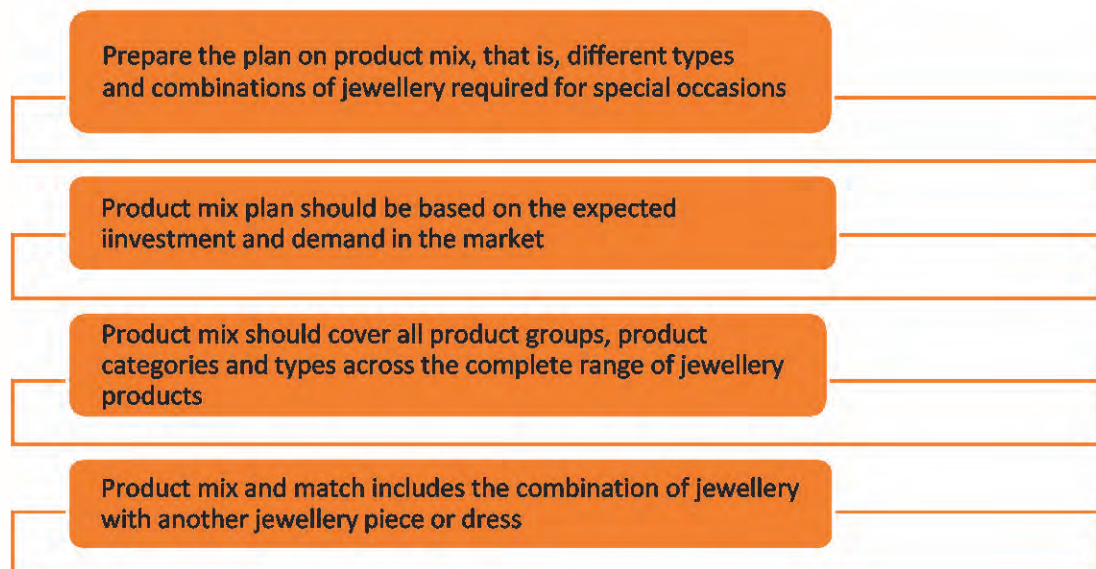 Prepare the plan on product mix, that is, different types
and combinations of jewellery required for special occasions
Product mix plan should be based on the expected
iinvestment and demand in the market
Product mix should cover all product groups, product
categories and types across the complete range of jewellery
products
Product mix and match includes the combination of jewellery
with another jewellery piece or dress